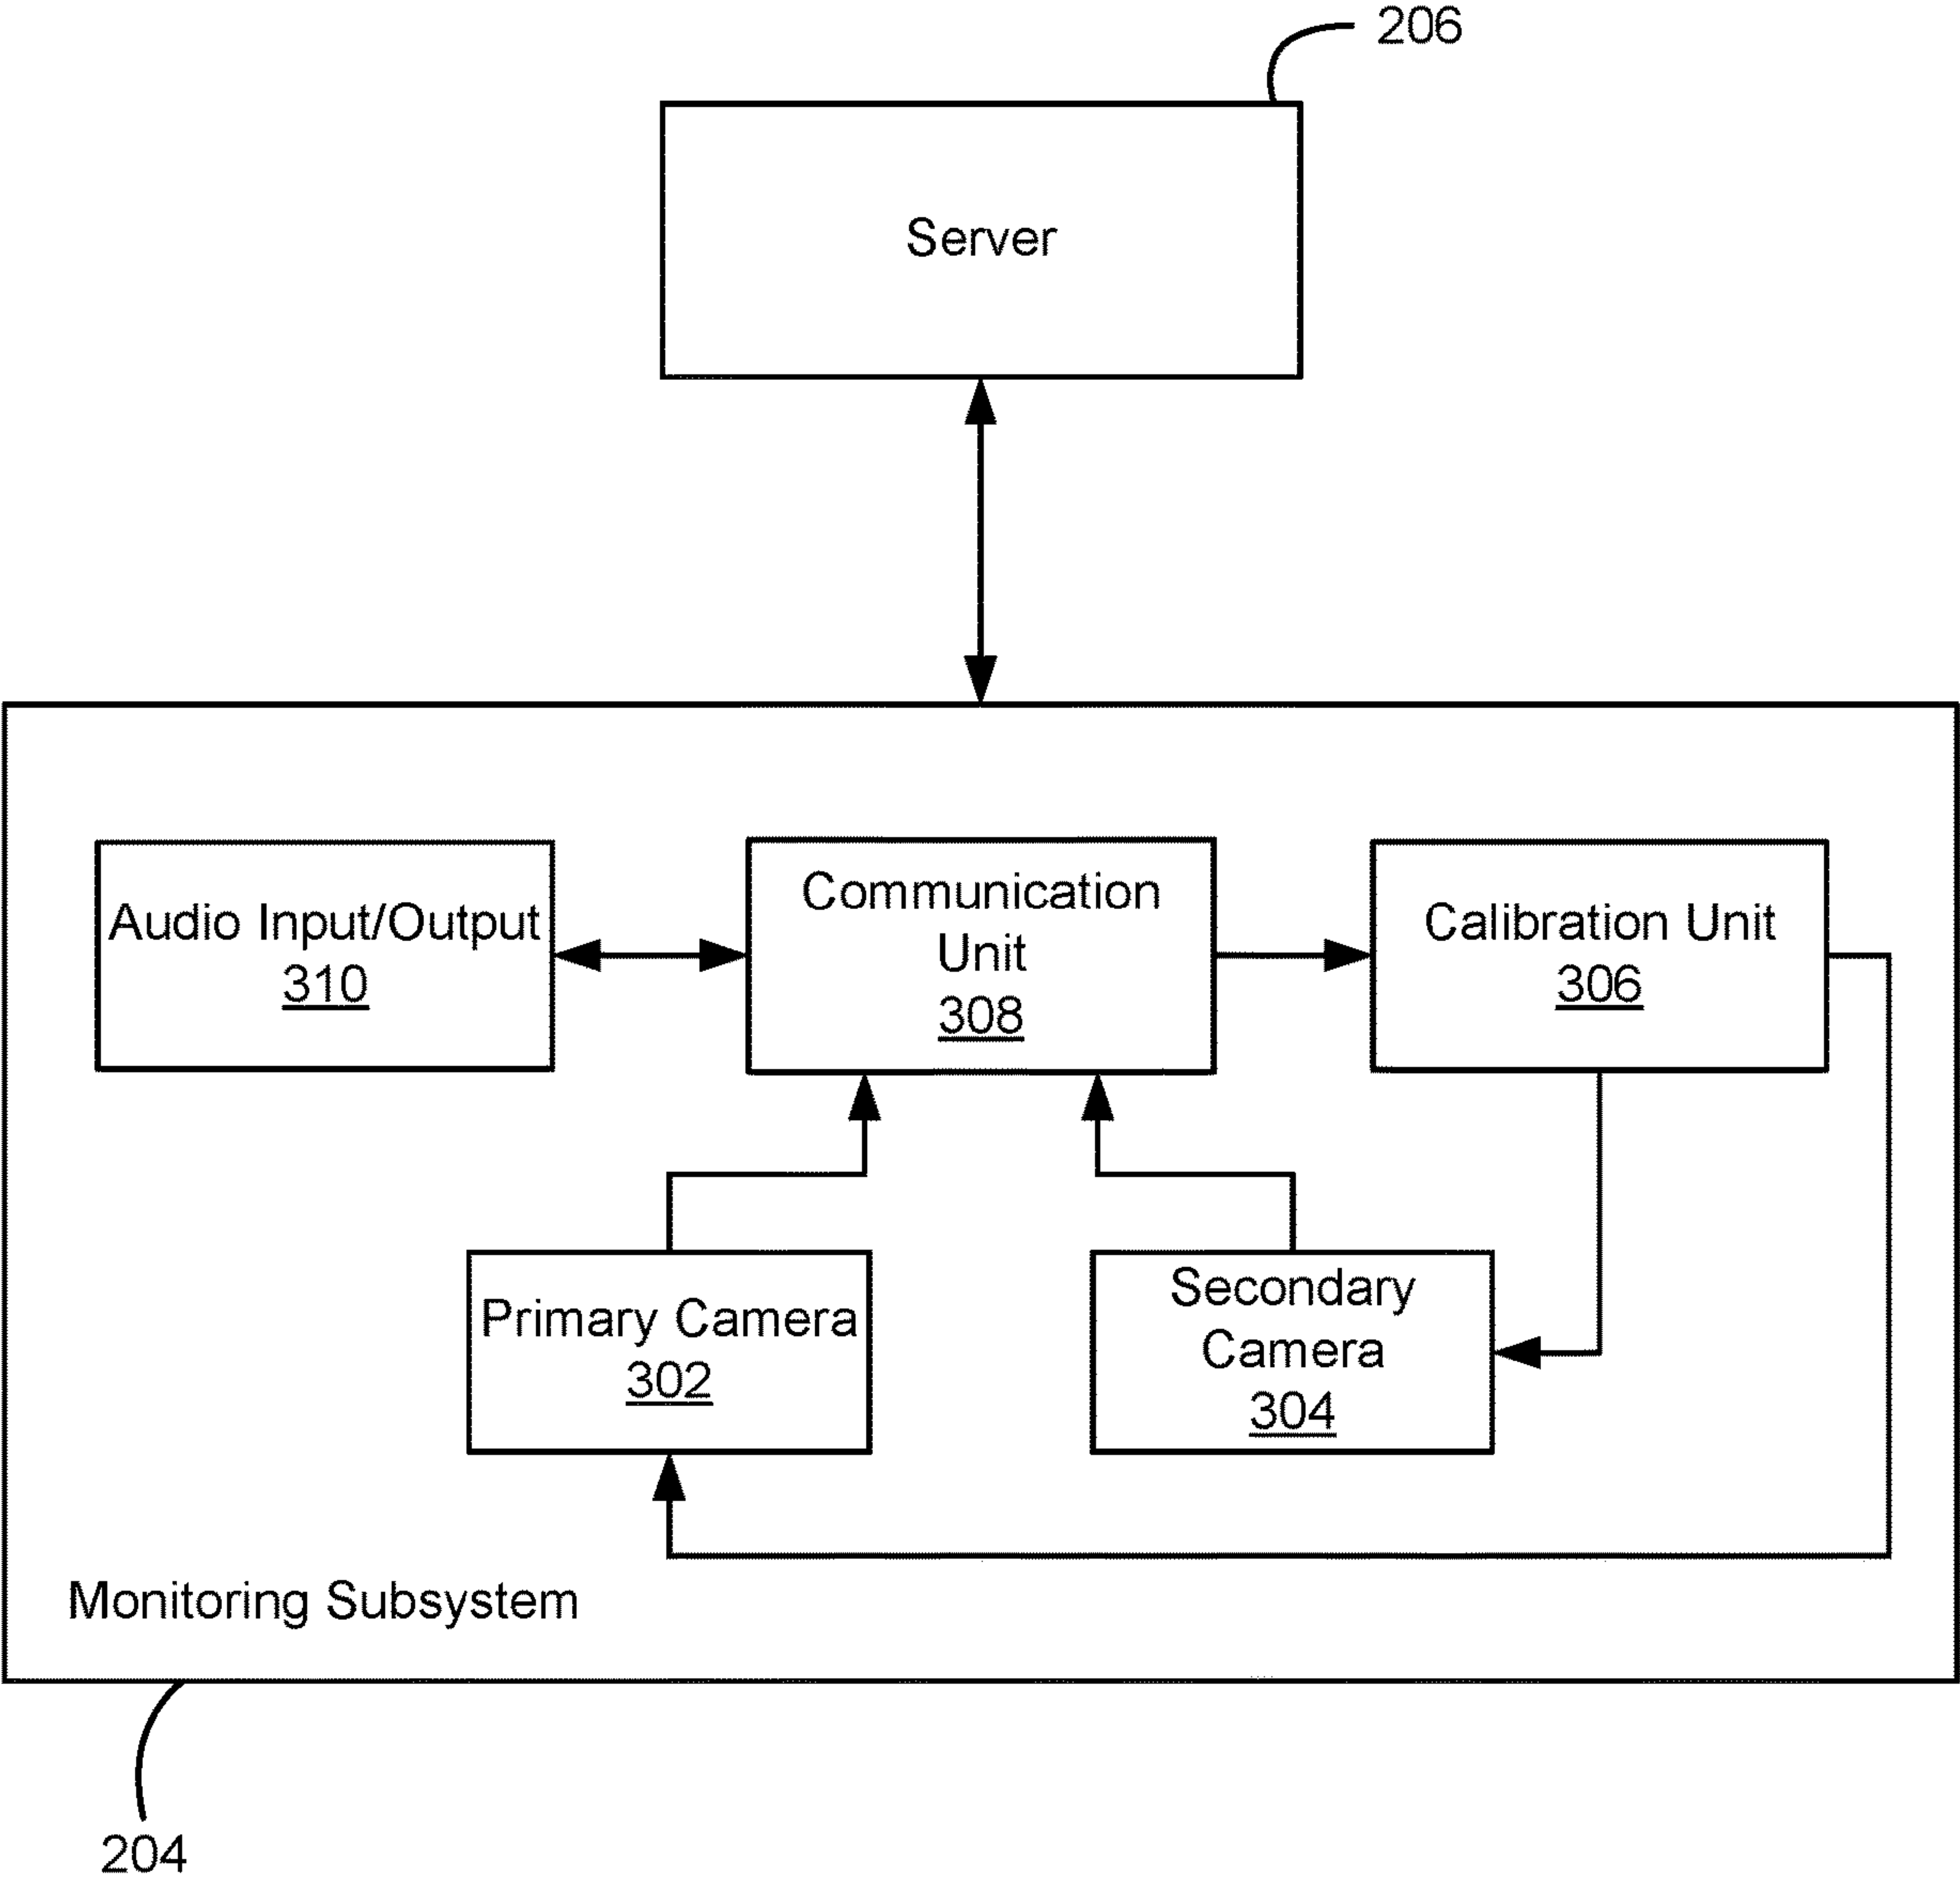 206
Server
Audio Input/Output
310
Communication
Unit
308
Calibration Unit
306
Primary Camera
302
Secondary
Camera
304
Monitoring Subsystem
204